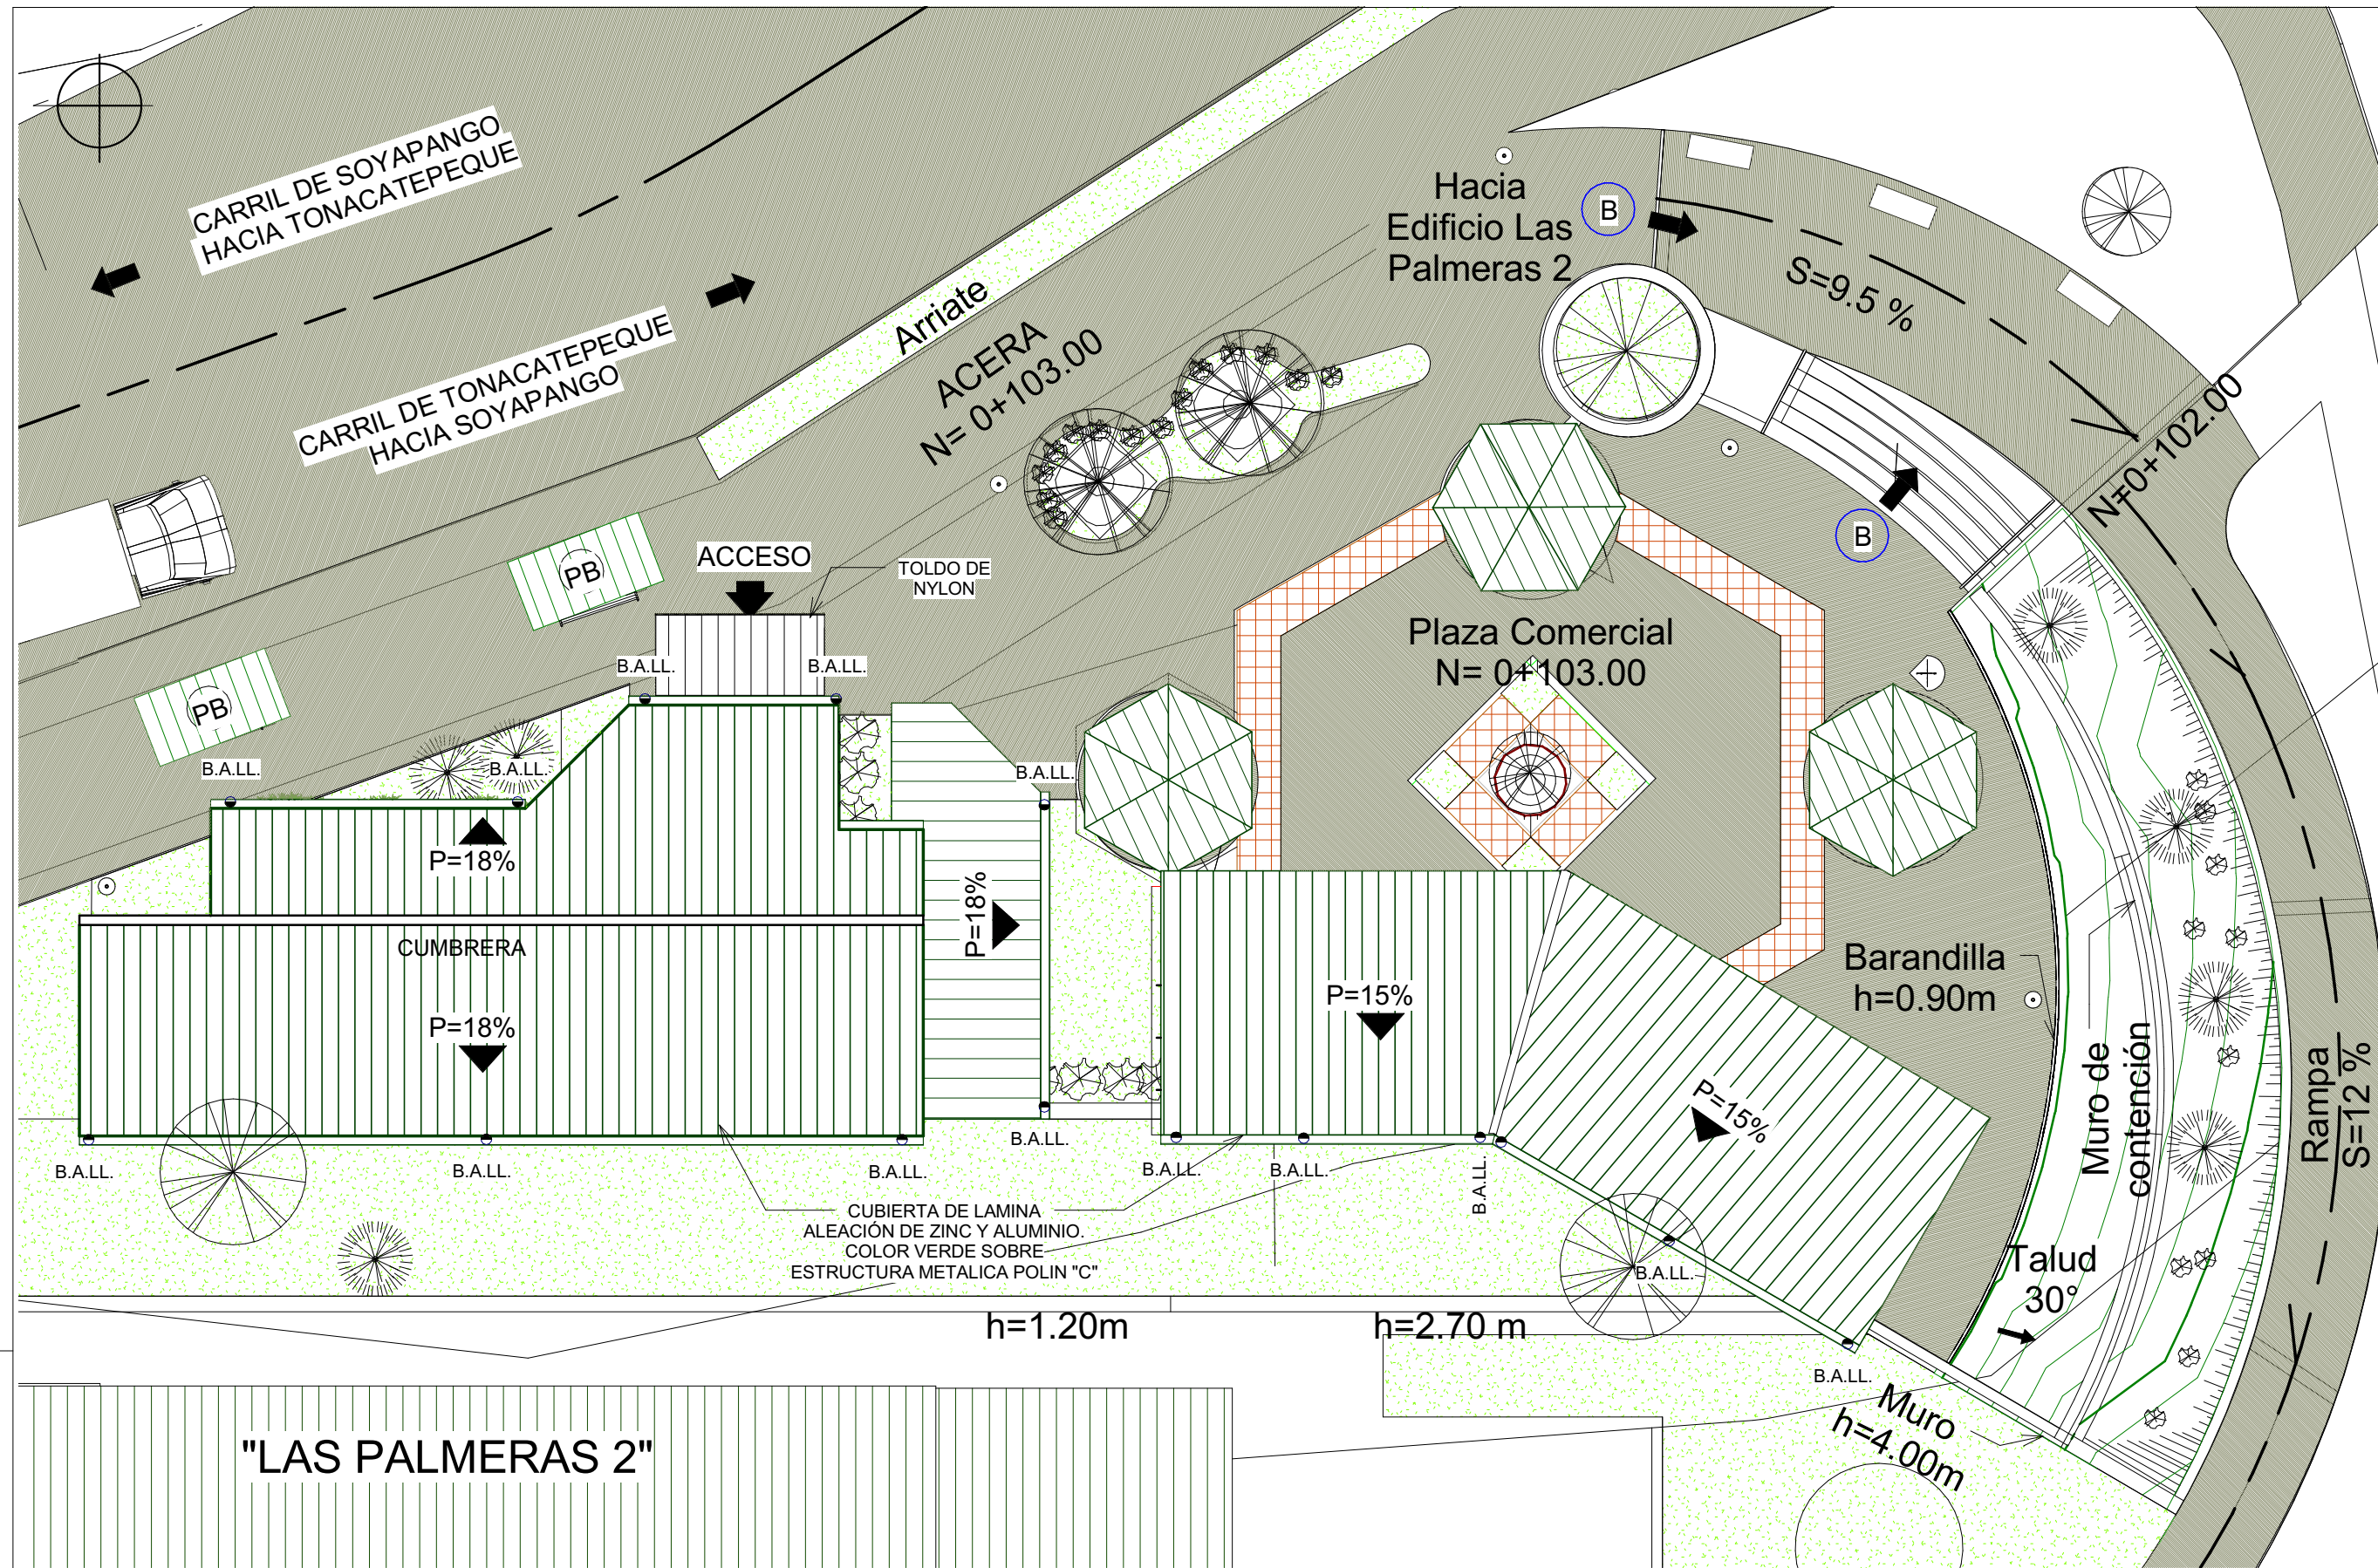 CARRIL DE SOYAPANGO
HACIA TONACATEPEQUE
CARRIL DE TONACATEPEQUE
HACIA SOYAPANGO
Arriate
ACERA
N= 0+103.00
Hacia
Edificio Las
Palmeras 2
B
S=9.5 %
N=0+102.00
B
PB
PB
ACCESO
TOLDO DE
NYLON
B.A.LL.
B.A.LL.
B.A.LL.
B.A.LL.
B.A.LL.
Plaza Comercial
N= 0+103.00
P=18%
CUMBRERA
P=18%
P=18%
P=15%
P=15%
Barandilla
h=0.90m
Muro de
contención
Rampa
S=12 %
B.A.LL.
B.A.LL.
B.A.LL.
B.A.LL.
B.A.LL.
B.A.LL.
B.A.LL.
B.A.LL.
B.A.LL.
CUBIERTA DE LAMINA
ALEACIÓN DE ZINC Y ALUMINIO.
COLOR VERDE SOBRE
ESTRUCTURA METALICA POLIN "C"
Talud
30°
h=1.20m
h=2.70 m
Muro
h=4.00m
"LAS PALMERAS 2"